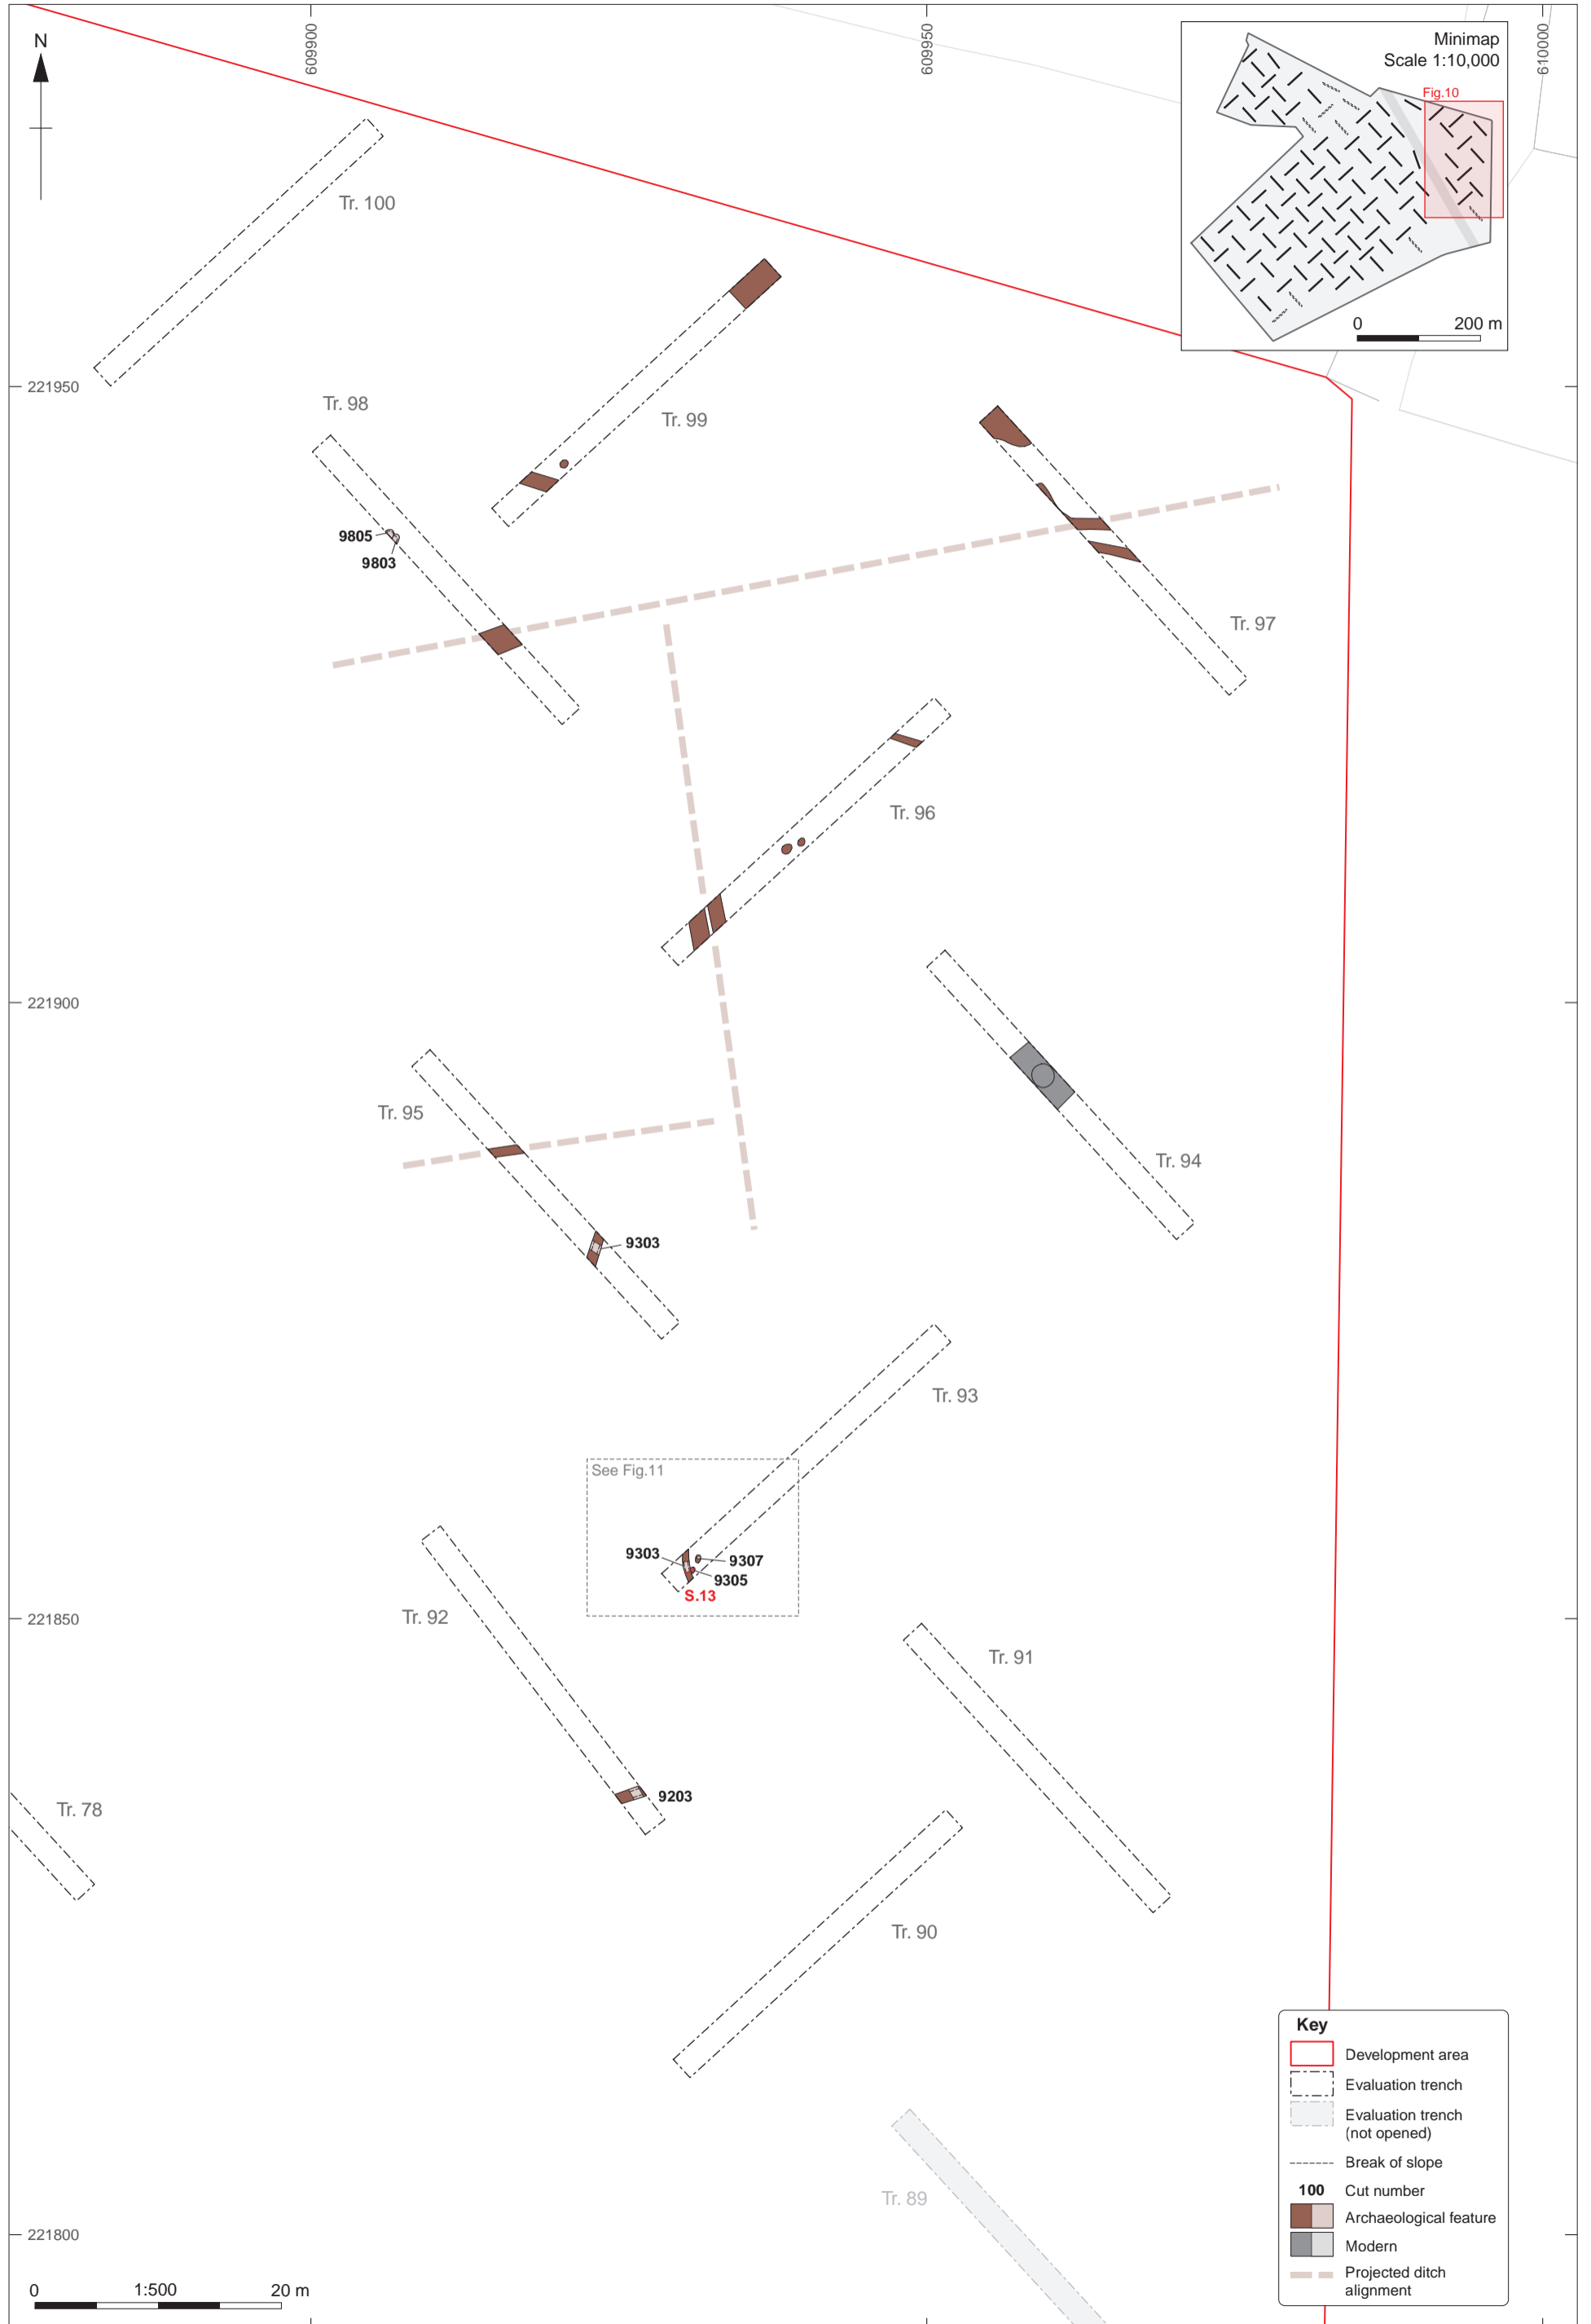 N
609900
609950
610000
Minimap
Scale 1:10,000
Fig.10
0 200 m
Tr. 100
221950
Tr. 98
Tr. 99
9805
9803
Tr. 97
Tr. 96
221900
Tr. 95
Tr. 94
9303
Tr. 93
See Fig.11
9303
9307
9305
S.13
221850
Tr. 92
Tr. 91
9203
Tr. 78
Tr. 90
Tr. 89
221800
0 1:500 20 m
Key
Development area
Evaluation trench
Evaluation trench
(not opened)
Break of slope
100 Cut number
Archaeological feature
Modern
Projected ditch
alignment